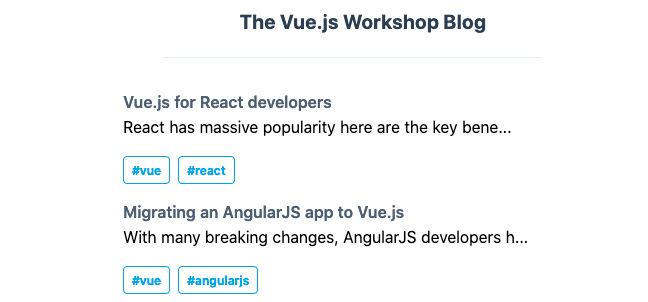 The Vue.js Workshop Blog
Vue.js for React developers
React has massive popularity here are the key bene...
#vue #react
Migrating an AngularJS app to Vue.js
With many breaking changes, AngularJS developers h...
#vue #angularjs